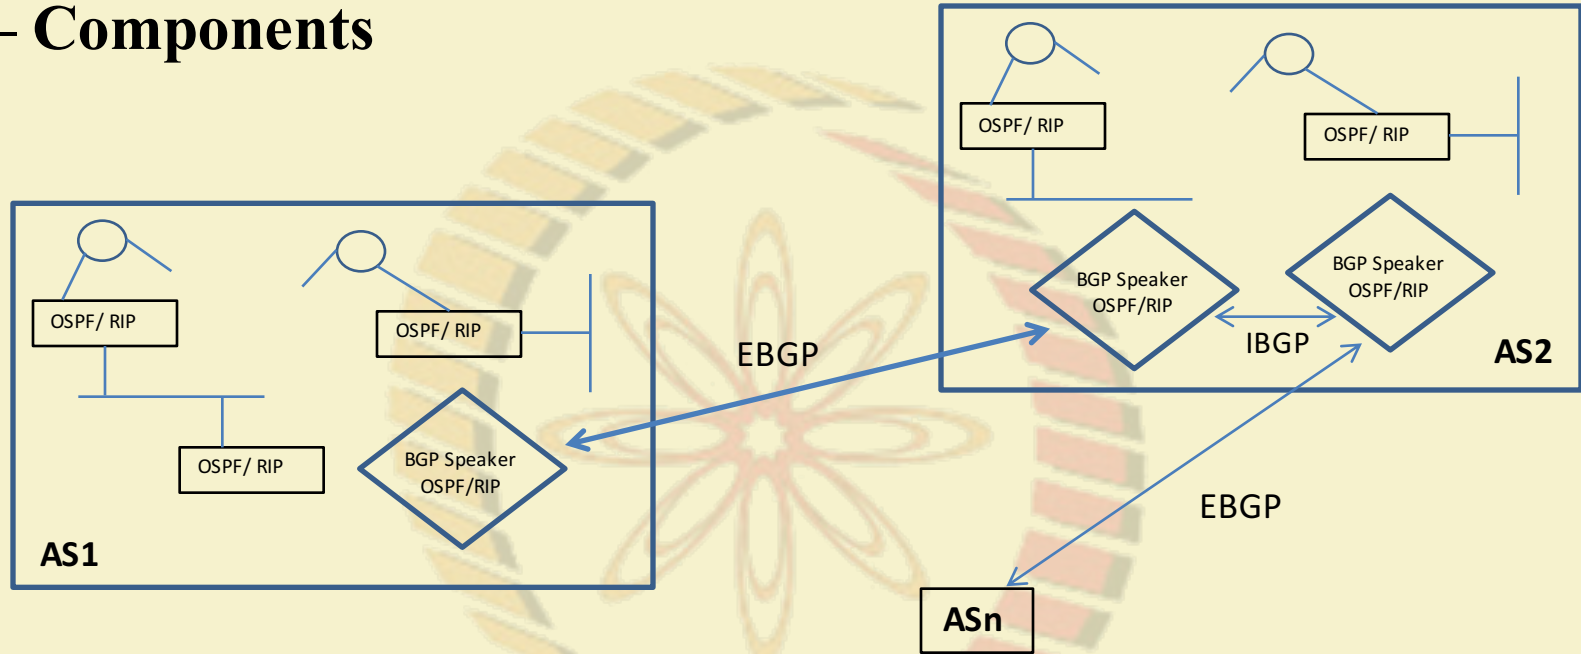 – Components
OSPF/ RIP
OSPF/ RIP
BGP Speaker
OSPF/RIP
BGP Speaker
OSPF/RIP
IBGP
AS2
OSPF/ RIP
OSPF/ RIP
OSPF/ RIP
BGP Speaker
OSPF/RIP
AS1
EBGP
EBGP
ASn